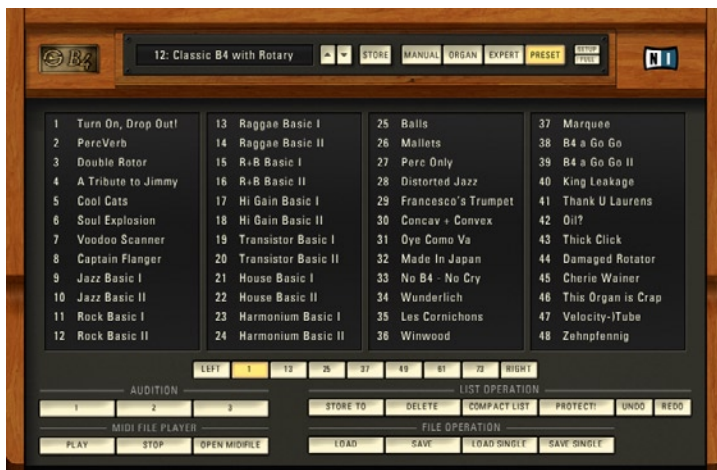 B4
12: Classic B4 with Rotary
STORE
MANUAL ORGAN EXPERT PRESET
SETUP
NI
1 Turn On, Drop Out!
2 PercVerb
3 Double Rotor
4 A Tribute to Jimmy
5 Cool Cats
6 Soul Explosion
7 Voodoo Scanner
8 Captain Flanger
9 Jazz Basic I
10 Jazz Basic II
11 Rock Basic I
12 Rock Basic II
13 Raggae Basic I
14 Raggae Basic II
15 R+B Basic I
16 R+B Basic II
17 Hi Gain Basic I
18 Hi Gain Basic II
19 Transistor Basic I
20 Transistor Basic II
21 House Basic I
22 House Basic II
23 Harmonium Basic I
24 Harmonium Basic II
25 Balls
26 Mallets
27 Perc Only
28 Distorted Jazz
29 Francesco's Trumpet
30 Concav + Convex
31 Oye Como Va
32 Made In Japan
33 No B4 - No Cry
34 Wunderlich
35 Les Cornichons
36 Winwood
37 Marquee
38 B4 a Go Go
39 B4 a Go Go II
40 King Leakage
41 Thank U Laurens
42 Oil?
43 Thick Click
44 Damaged Rotator
45 Cherie Wainer
46 This Organ is Crap
47 Velocity-)Tube
48 Zehnpfennig
LEFT 1 13 25 37 49 61 73 RIGHT
AUDITION
1 2 3
MIDI FILE PLAYER
PLAY STOP OPEN MIDIFILE
LIST OPERATION
STORE TO DELETE COMPACT LIST PROTECT! UNDO REDO
FILE OPERATION
LOAD SAVE LOAD SINGLE SAVE SINGLE